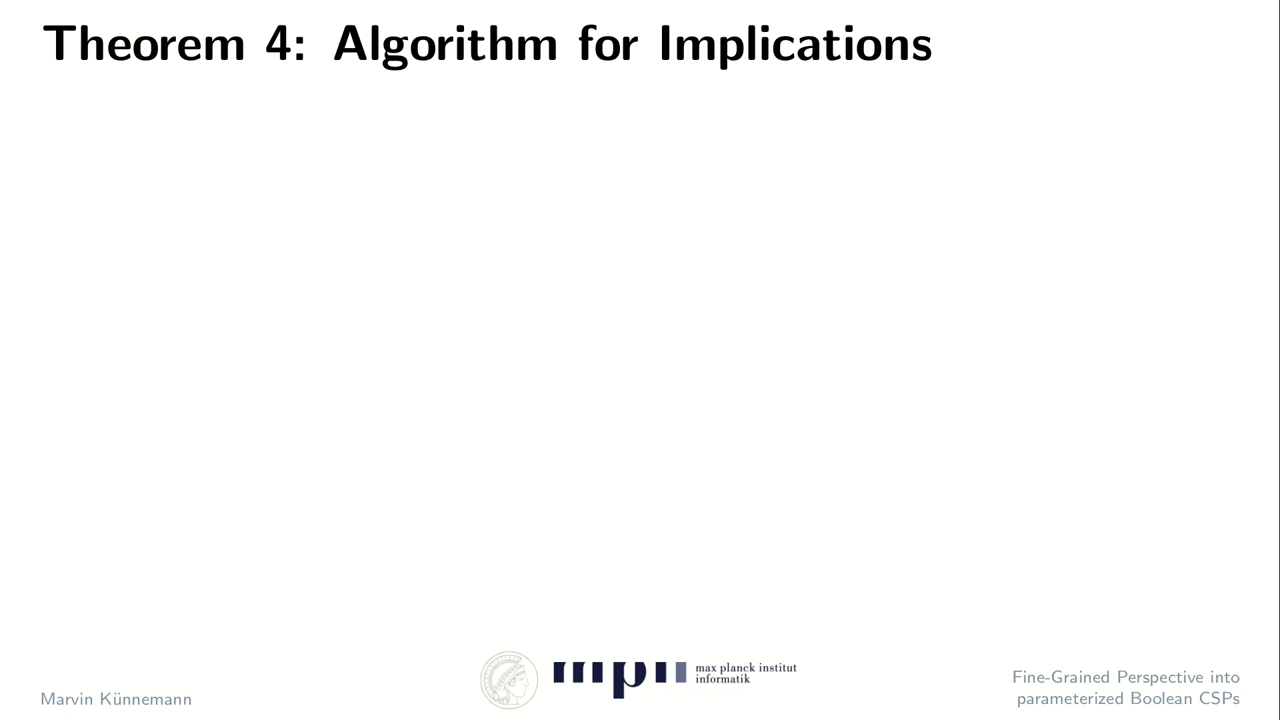 Theorem 4: Algorithm for Implications
Marvin Künnemann
max planck institut
informatik
Fine-Grained Perspective into
parameterized Boolean CSPs